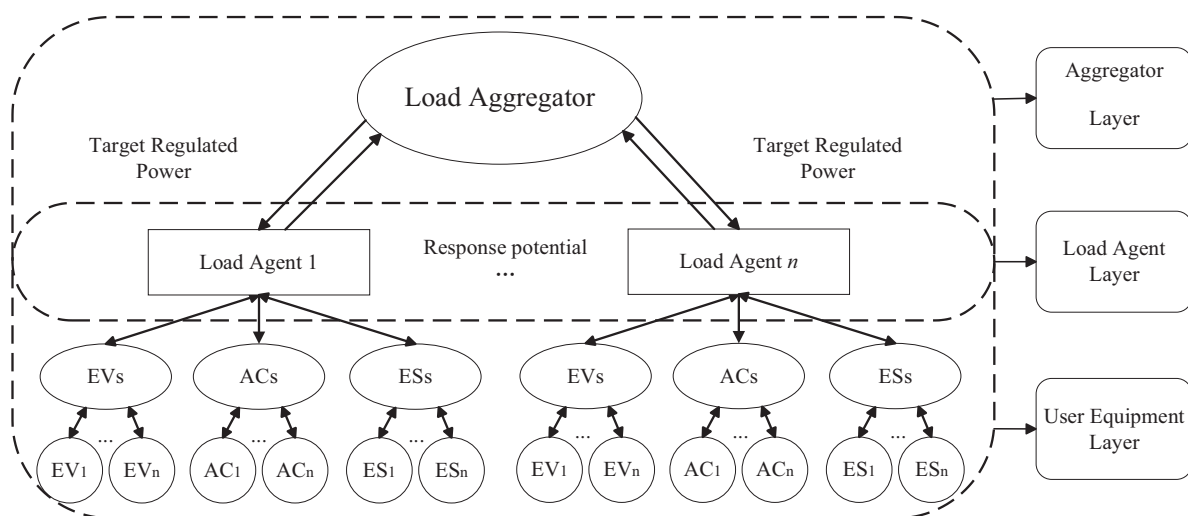 Load Aggregator
Aggregator
Layer
Target Regulated
Power
Target Regulated
Power
Load Agent 1
Response potential
...
Load Agent n
Load Agent
Layer
EVs
ACs
ESs
EVs
ACs
ESs
User Equipment
Layer
...
...
...
...
...
...
EV1
EVn
AC1
ACn
ES1
ESn
EV1
EVn
AC1
ACn
ES1
ESn